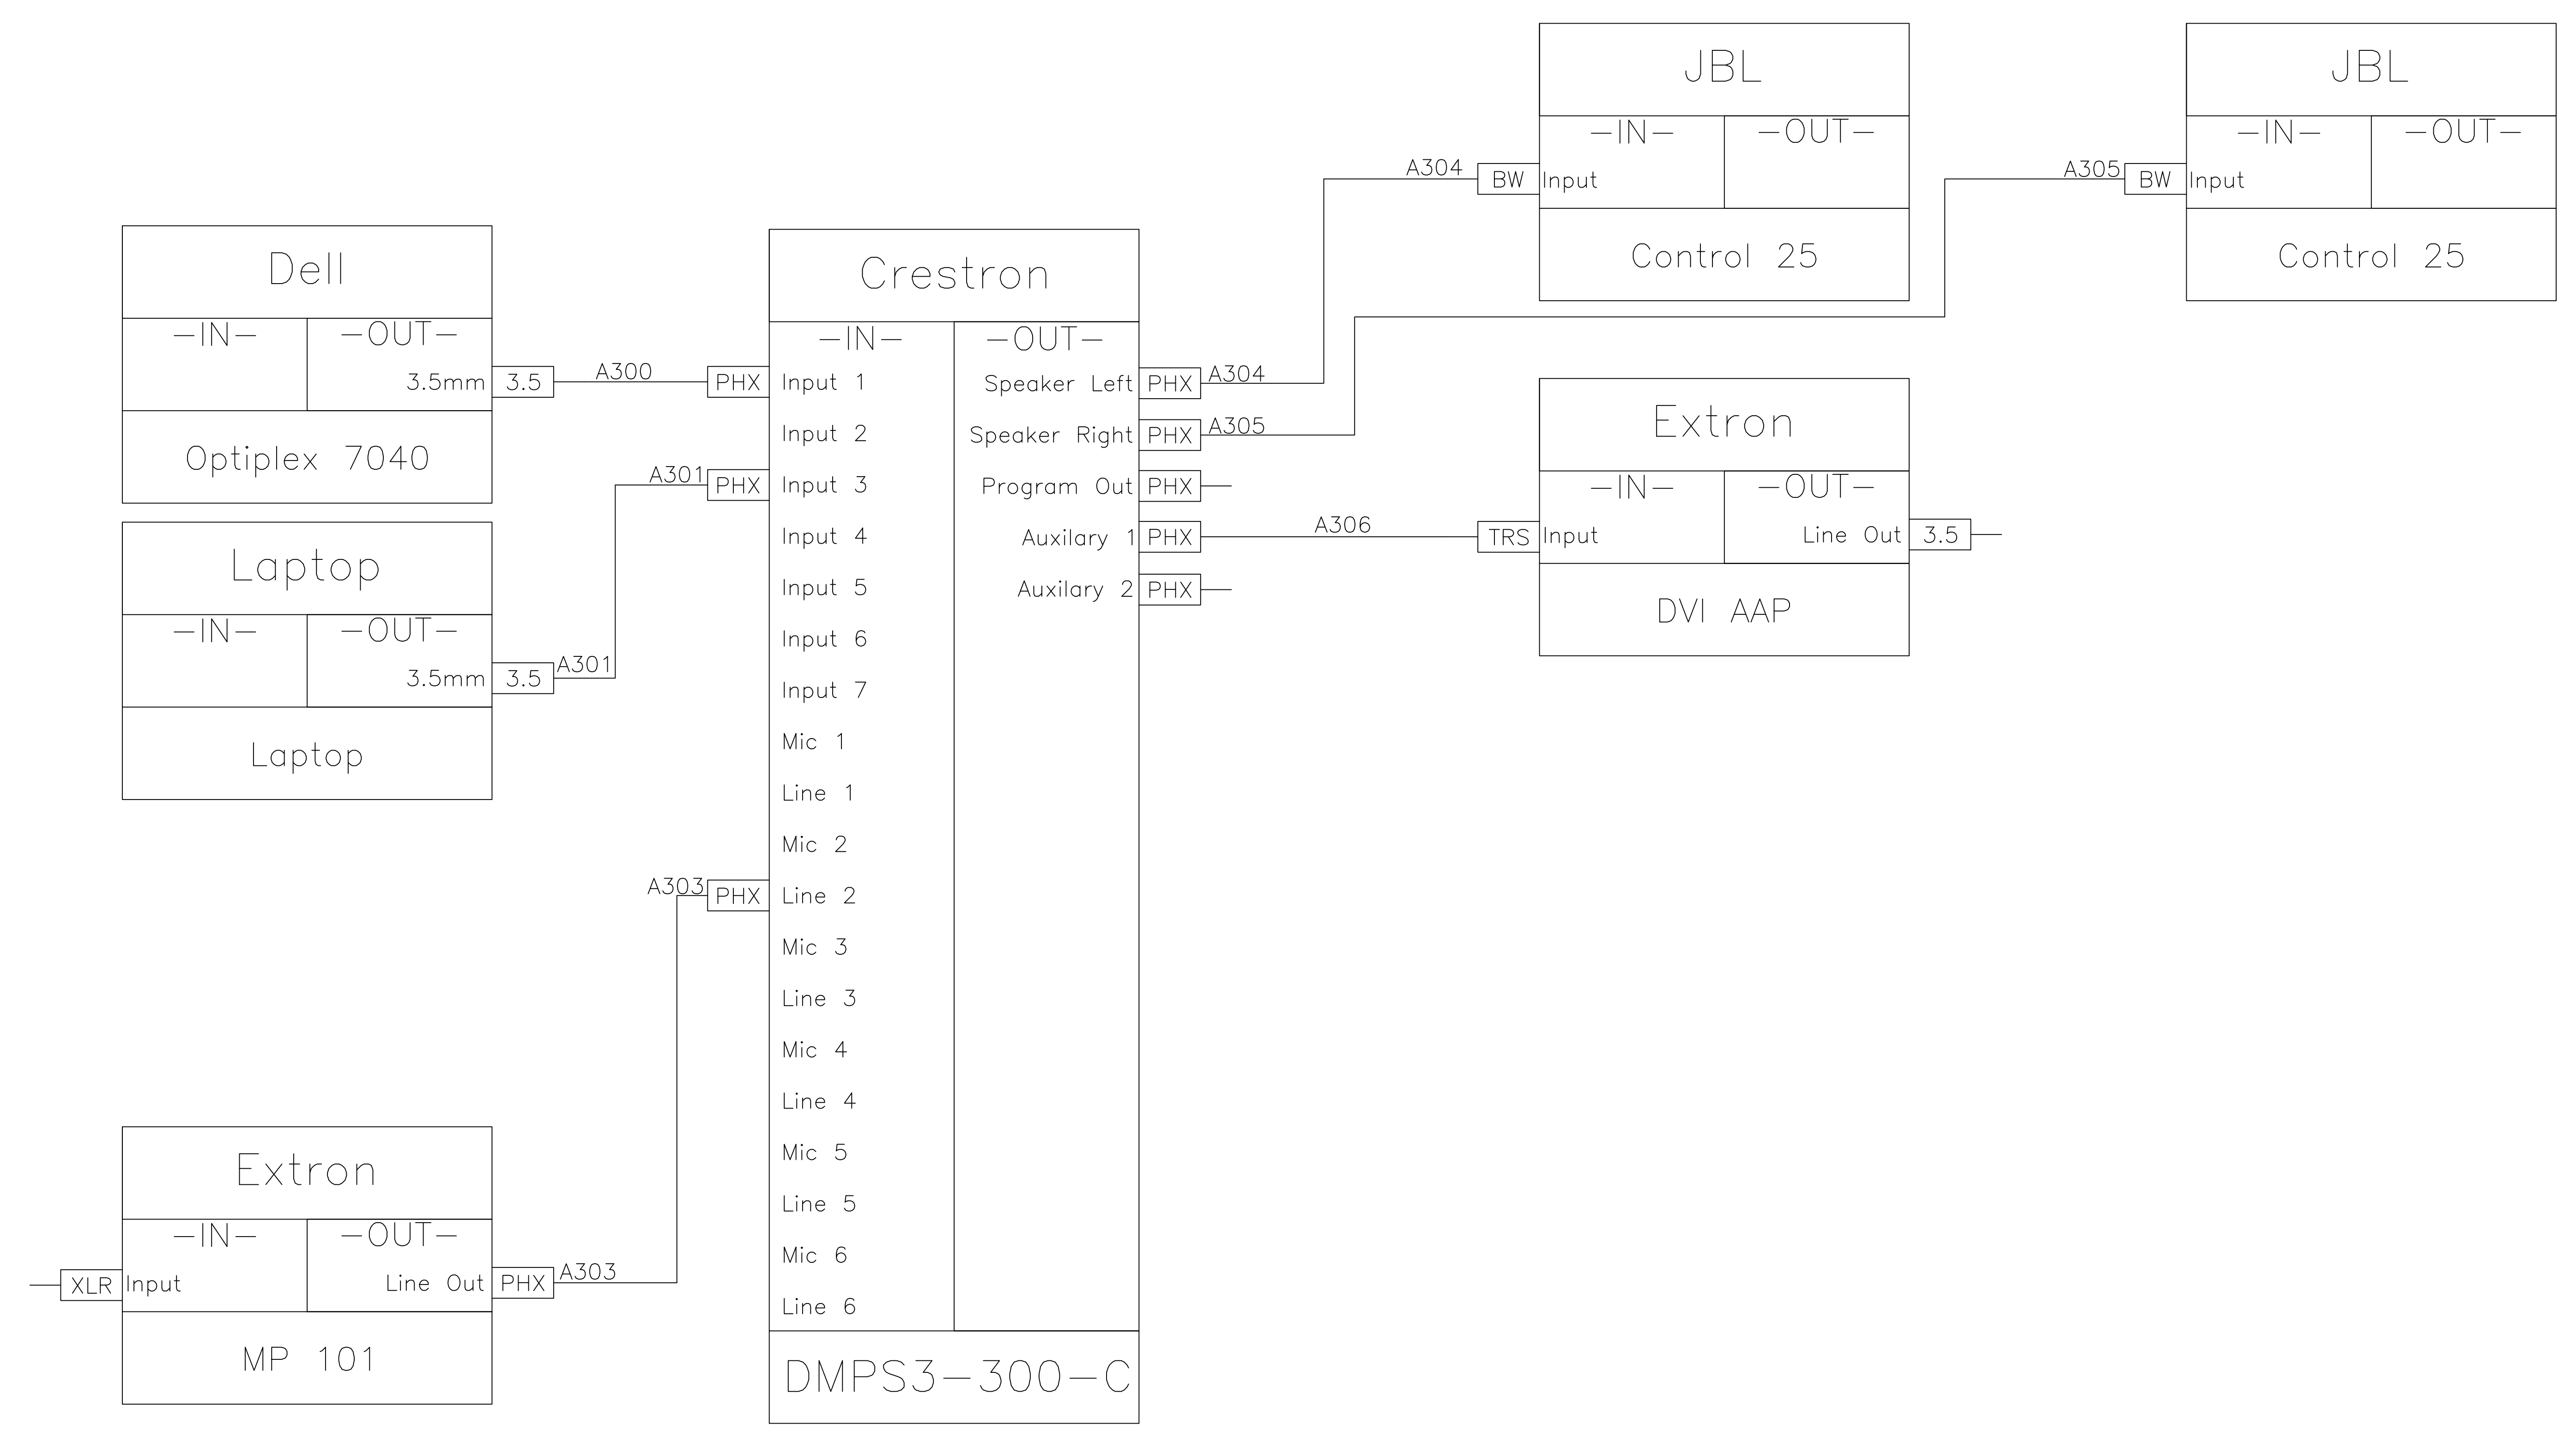 JBL
-IN- -OUT-
A304 BW Input
Control 25
JBL
-IN- -OUT-
A305 BW Input
Control 25
Dell
-IN- -OUT-
3.5mm 3.5 A300
Optiplex 7040
Laptop
-IN- -OUT-
3.5mm 3.5 A301
Laptop
Extron
-IN- -OUT-
XLR Input Line Out PHX A303
MP 101
Crestron
-IN- -OUT-
PHX Input 1 Speaker Left PHX A304
Input 2 Speaker Right PHX A305
A301 PHX Input 3 Program Out PHX
Input 4 Auxilary 1 PHX A306
Input 5 Auxilary 2 PHX
Input 6
Input 7
Mic 1
Line 1
Mic 2
A303 PHX Line 2
Mic 3
Line 3
Mic 4
Line 4
Mic 5
Line 5
Mic 6
Line 6
DMPS3-300-C
Extron
-IN- -OUT-
TRS Input Line Out 3.5
DVI AAP